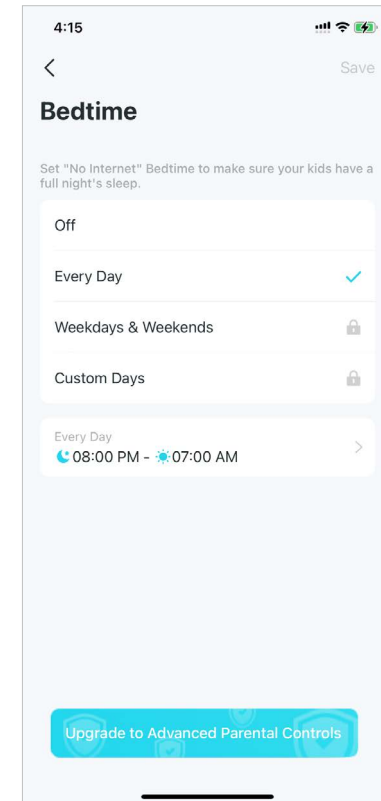 4:15
Save
Bedtime
Set "No Internet" Bedtime to make sure your kids have a
full night's sleep.
Off
Every Day
Weekdays & Weekends
Custom Days
Every Day
08:00 PM - 07:00 AM
Upgrade to Advanced Parental Controls